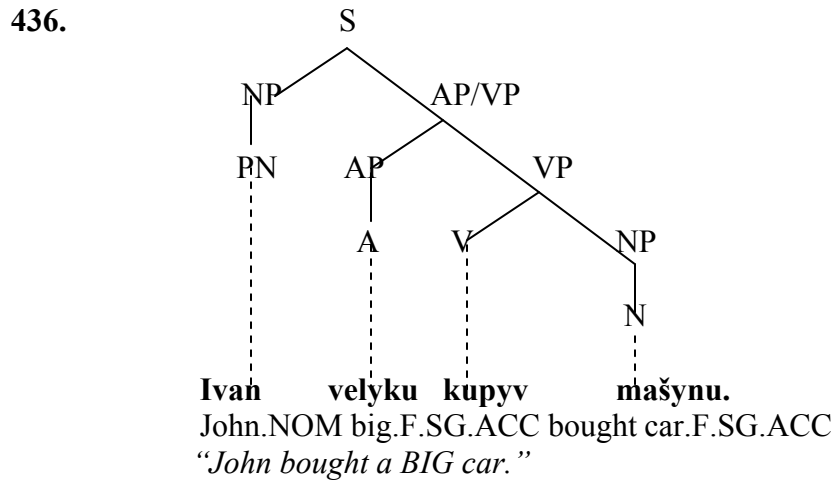 436.
S
NP AP/VP
PN AP VP
A V NP
N
Ivan velyku kupyv mašynu.
John.NOM big.F.SG.ACC bought car.F.SG.ACC
“John bought a BIG car.”